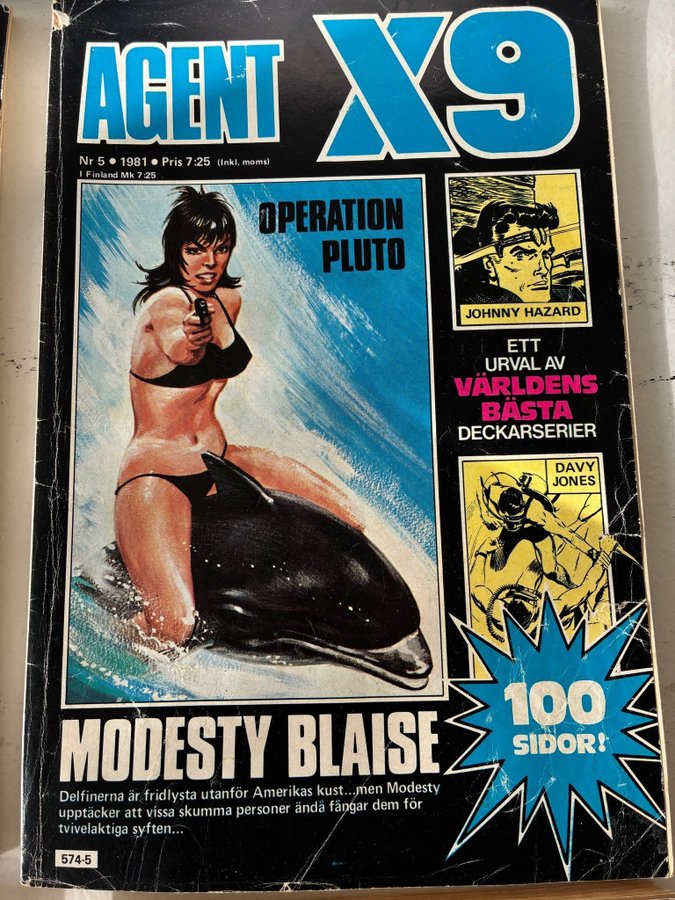 AGENT X9
Nr 5 ● 1981 ● Pris 7:25 (Inkl. moms)
I Finland Mk 7:25
OPERATION
PLUTO
JOHNNY HAZARD
ETT
URVAL AV
VÄRLDENS
BÄSTA
DECKARSERIER
DAVY
JONES
100
SIDOR!
MODESTY BLAISE
Delfinerna är fridlysta utanför Amerikas kust...men Modesty
upptäcker att vissa skumma personer ändå fångar dem för
tvivelaktiga syften...
574-5